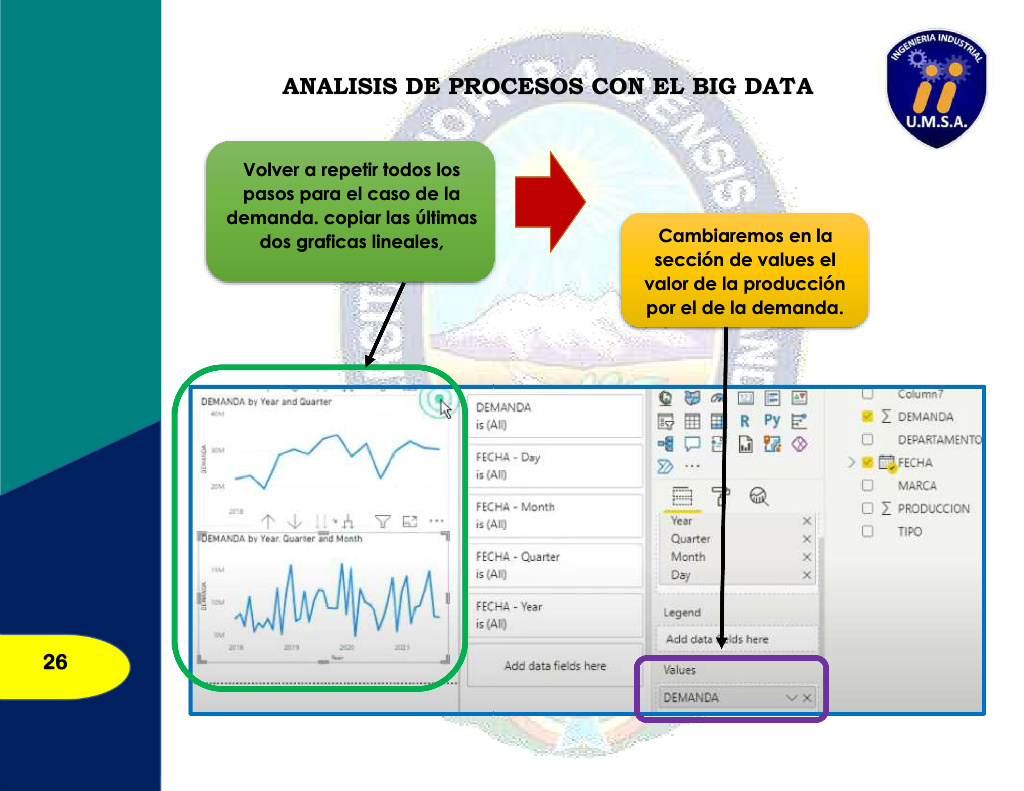 ANALISIS DE PROCESOS CON EL BIG DATA
INGENIERIA INDUSTRIAL
U.M.S.A.
Volver a repetir todos los
pasos para el caso de la
demanda. copiar las últimas
dos graficas lineales,
Cambiaremos en la
sección de values el
valor de la producción
por el de la demanda.
DEMANDA by Year and Quarter
40M
30M
20M
DEMANDA
2018
DEMANDA by Year, Quarter and Month
15M
DEMANDA
2018 2019 2020 2021
Year
DEMANDA
is (All)
FECHA - Day
is (All)
FECHA - Month
is (All)
FECHA - Quarter
is (All)
FECHA - Year
is (All)
Add data fields here
R Py
Year
Quarter
Month
Day
Legend
Add data fields here
Values
DEMANDA
Column7
DEMANDA
DEPARTAMENTO
FECHA
MARCA
PRODUCCION
TIPO
26